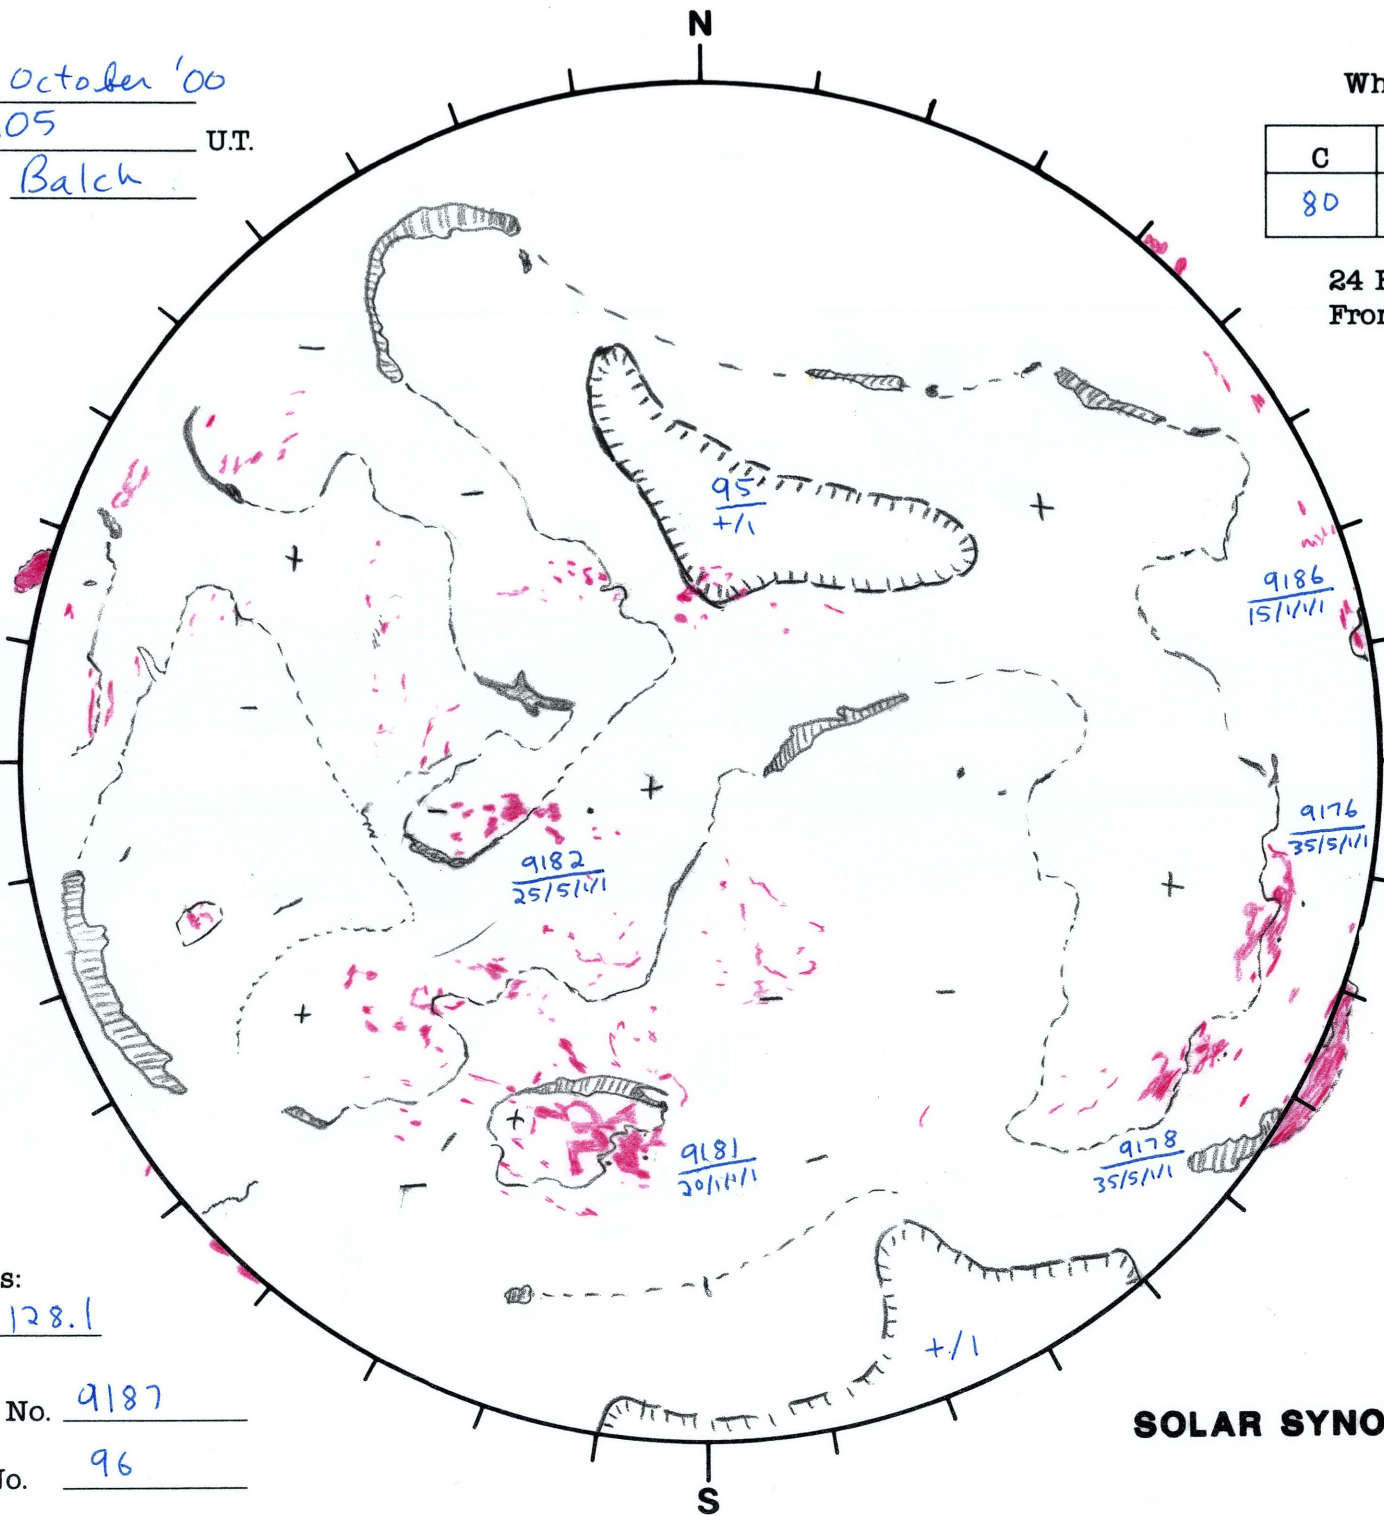 N
October '00
05 U.T.
Balch
Wh
C
80
24 H
From
95
+/1
9186
15/1/1/1
9176
35/5/1/1
9182
25/5/1/1
9181
20/1/1/1
9178
35/5/1/1
+/1
s:
128.1
No. 9187
No. 96
SOLAR SYNO
S